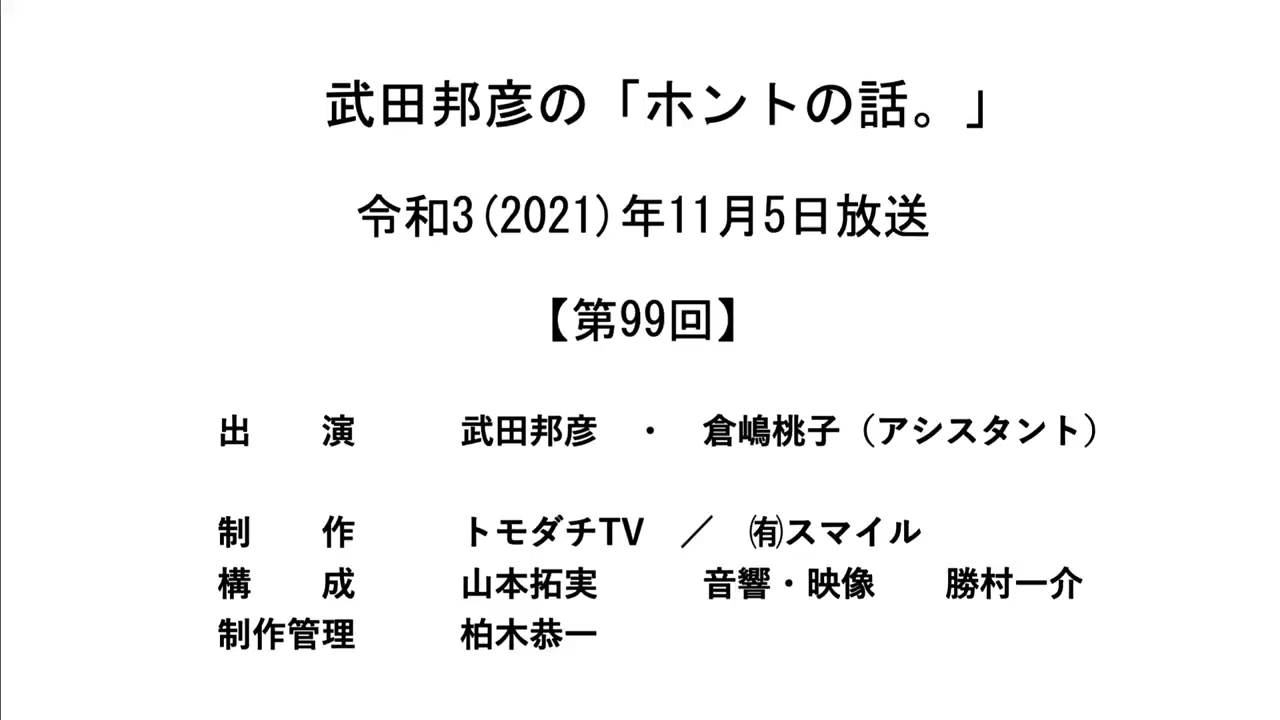 武田邦彦の「ホントの話。」
令和3(2021)年11月5日放送
【第99回】
出　　演　　　武田邦彦　・　倉嶋桃子（アシスタント）
制　　作　　　トモダチTV　／　㈲スマイル
構　　成　　　山本拓実　　　音響・映像　　勝村一介
制作管理　　　柏木恭一